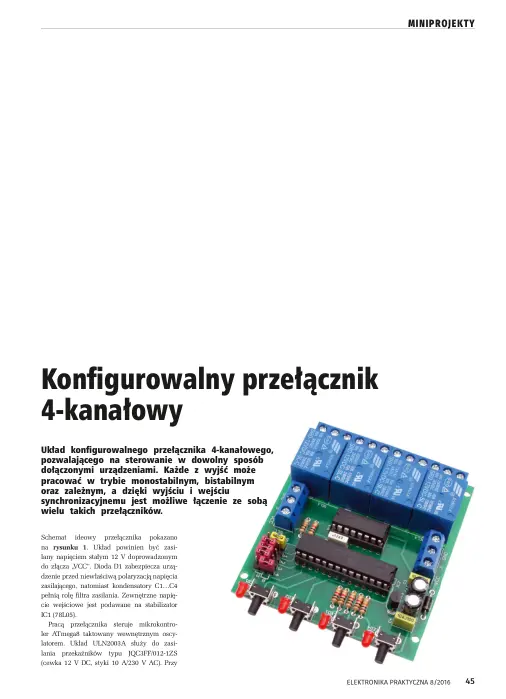 MINIPROJEKTY
Konfigurowalny przełącznik
4-kanałowy
Układ konfigurowalnego przełącznika 4-kanałowego,
pozwalającego na sterowanie w dowolny sposób
dołączonymi urządzeniami. Każde z wyjść może
pracować w trybie monostabilnym, bistabilnym
oraz zależnym, a dzięki wyjściu i wejściu
synchronizacyjnemu jest możliwe łączenie ze sobą
wielu takich przełączników.
Schemat ideowy przełącznika pokazano
na rysunku 1. Układ powinien być zasi-
lany napięciem stałym 12 V doprowadzonym
do złącza „VCC”. Dioda D1 zabezpiecza urzą-
dzenie przed niewłaściwą polaryzacją napięcia
zasilającego, natomiast kondensatory C1...C4
pełnią rolę filtra zasilania. Zewnętrzne napię-
cie wejściowe jest podawane na stabilizator
IC1 (78L05).
Pracą przełącznika steruje mikrokontro-
ler ATmega8 taktowany wewnętrznym oscy-
latorem. Układ ULN2003A służy do zasi-
lania przekaźników typu JQC3FF/012-1ZS
(cewka 12 V DC, styki 10 A/230 V AC). Przy
ELEKTRONIKA PRAKTYCZNA 8/2016
45